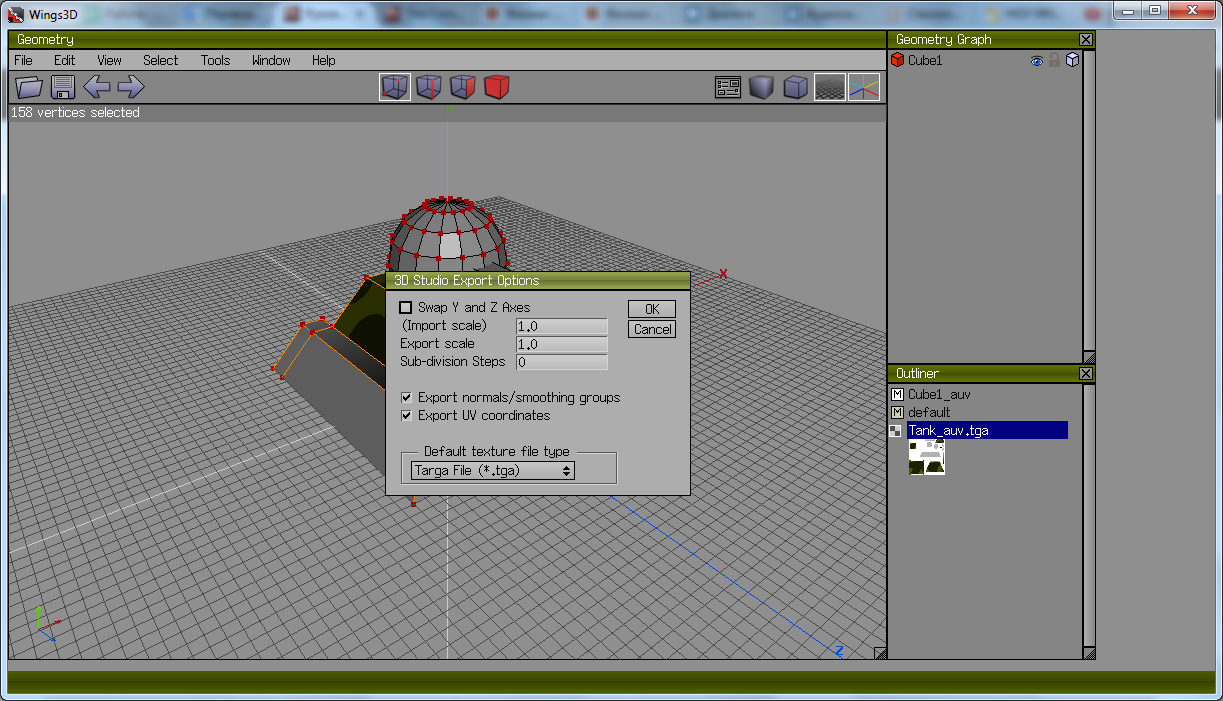 Wings3D
Geometry
File Edit View Select Tools Window Help
158 vertices selected
Y
X
Z
3D Studio Export Options
Swap Y and Z Axes
(Import scale) 1.0
Export scale 1.0
Sub-division Steps 0
OK
Cancel
Export normals/smoothing groups
Export UV coordinates
Default texture file type
Targa File (*.tga)
Geometry Graph
Cube1
Outliner
M Cube1_auv
M default
Tank_auv.tga